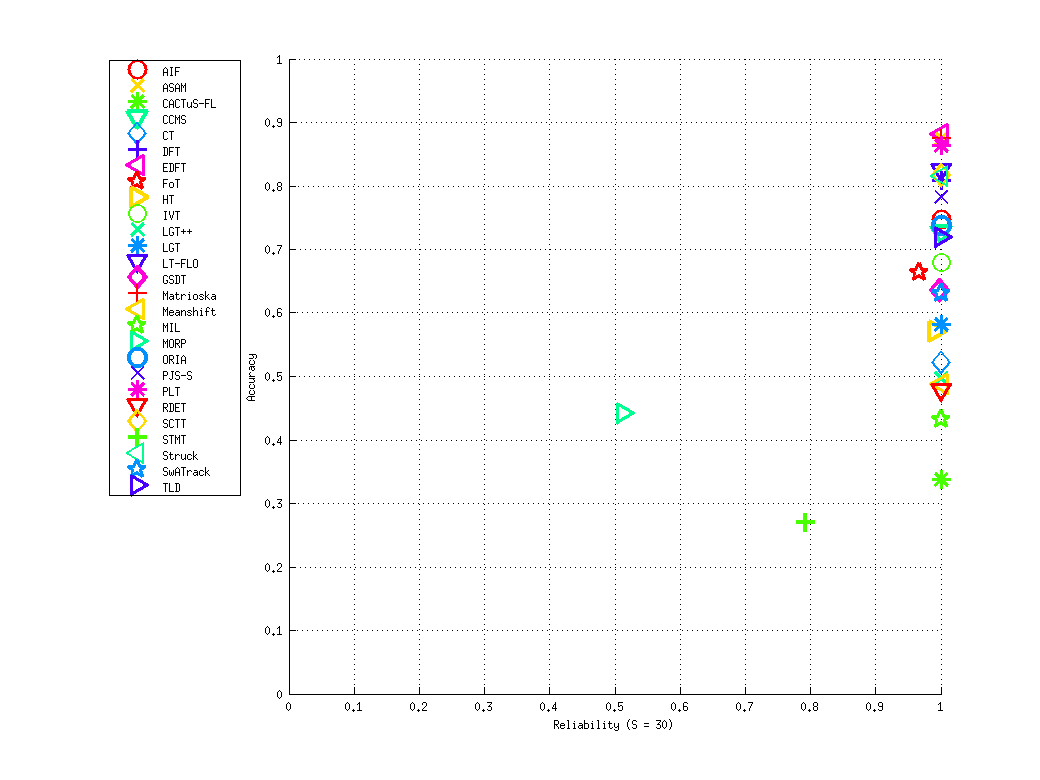 AIF
ASAM
CACTuS-FL
CCMS
CT
DFT
EDFT
FoT
HT
IVT
LGT++
LGT
LT-FLO
GSDT
Matrioska
Meanshift
MIL
MORP
ORIA
PJS-S
PLT
RDET
SCTT
STMT
Struck
SwATrack
TLD
Accuracy
1
0.9
0.8
0.7
0.6
0.5
0.4
0.3
0.2
0.1
0
0 0.1 0.2 0.3 0.4 0.5 0.6 0.7 0.8 0.9 1
Reliability (S = 30)